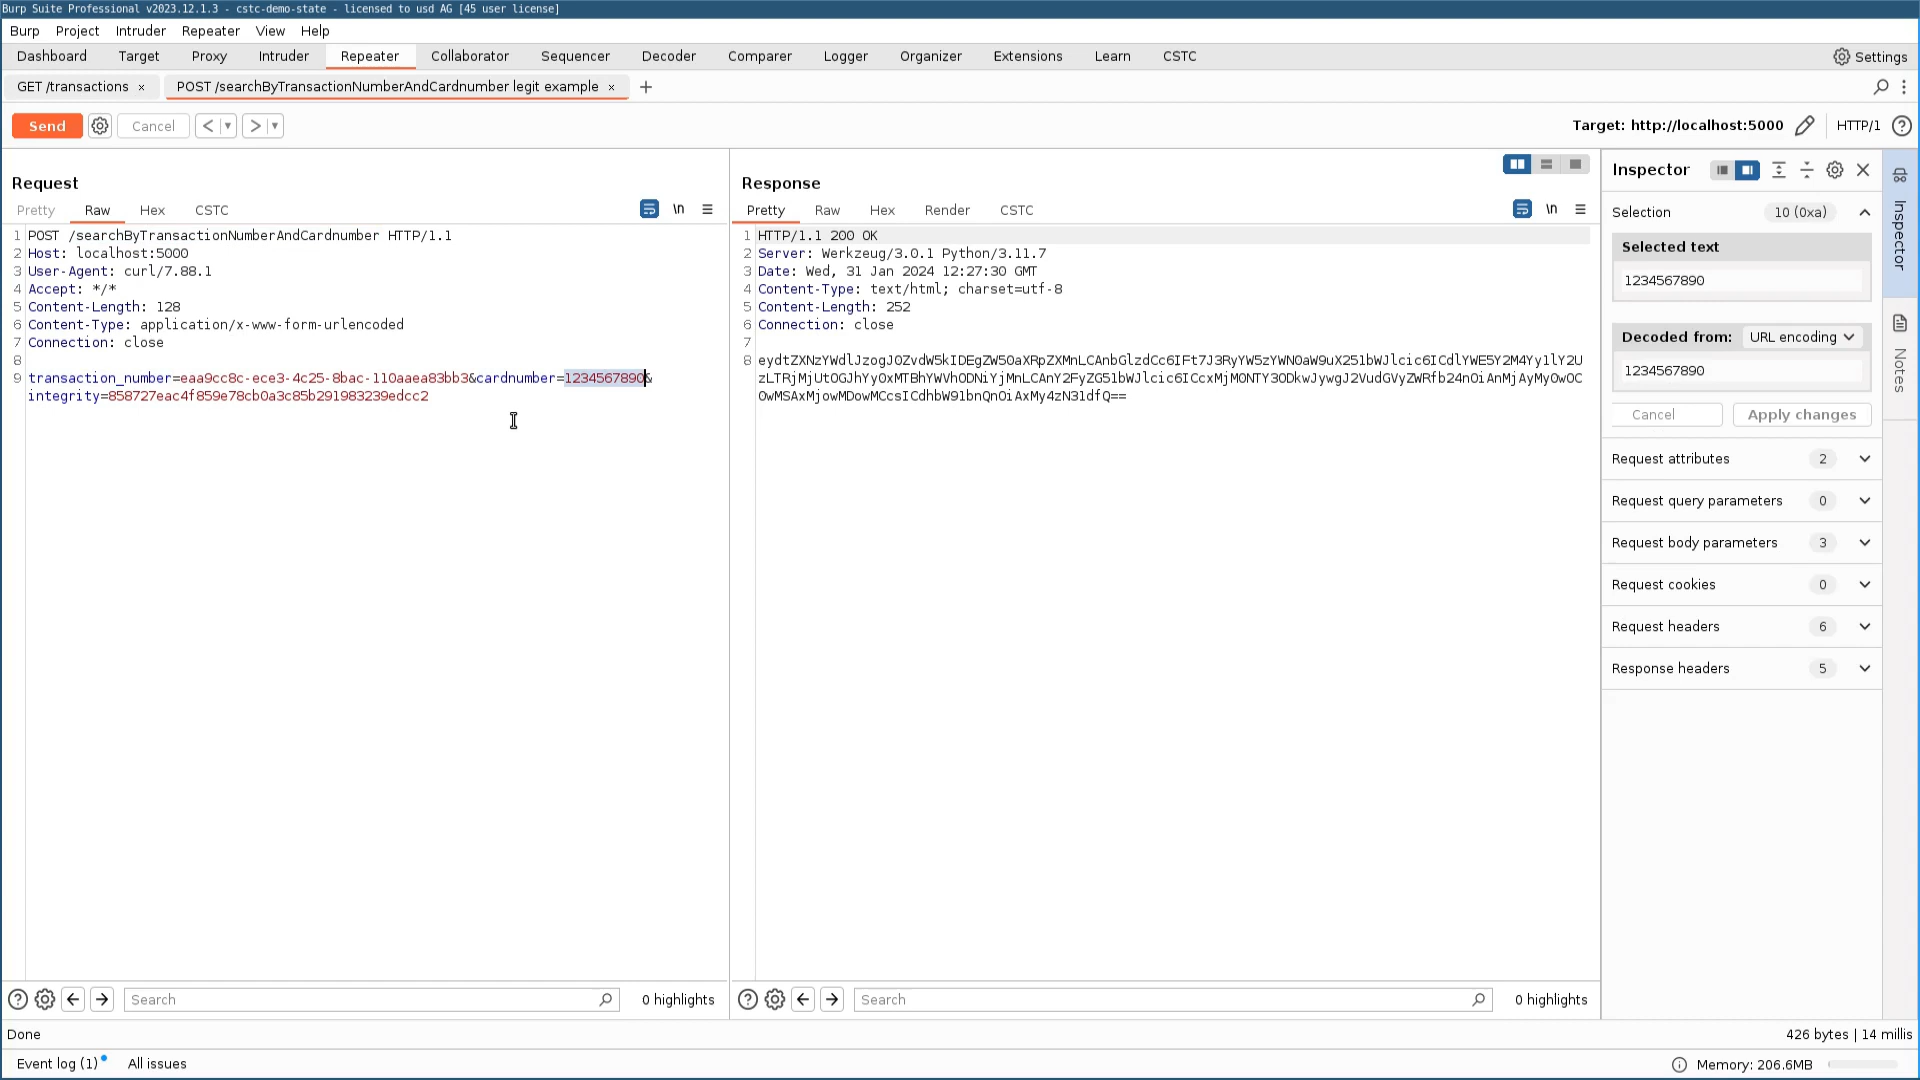 Burp Suite Professional v2023.12.1.3 - cstc-demo-state - licensed to usd AG [45 user license]
Burp Project Intruder Repeater View Help
Dashboard Target Proxy Intruder Repeater Collaborator Sequencer Decoder Comparer Logger Organizer Extensions Learn CSTC Settings
GET /transactions × POST /searchByTransactionNumberAndCardnumber legit example × +
Send Cancel < > Target: http://localhost:5000 HTTP/1
Request
Pretty Raw Hex CSTC \n
1 POST /searchByTransactionNumberAndCardnumber HTTP/1.1
2 Host: localhost:5000
3 User-Agent: curl/7.88.1
4 Accept: */*
5 Content-Length: 128
6 Content-Type: application/x-www-form-urlencoded
7 Connection: close
8
9 transaction_number=eaa9cc8c-ece3-4c25-8bac-110aaea83bb3&cardnumber=1234567890&
integrity=858727eac4f859e78cb0a3c85b291983239edcc2
Search 0 highlights
Response
Pretty Raw Hex Render CSTC \n
1 HTTP/1.1 200 OK
2 Server: Werkzeug/3.0.1 Python/3.11.7
3 Date: Wed, 31 Jan 2024 12:27:30 GMT
4 Content-Type: text/html; charset=utf-8
5 Content-Length: 252
6 Connection: close
7
8 eydtZXNzYWdlJzogJ0ZvdW5kIDEgZW50aXRpZXMnLCAnbGlzdCc6IFt7J3RyYW5zYWN0aW9uX251bWJlcic6ICdlYWE5Y2M4Yy1lY2U
zLTRjMjUtOGJhYy0xMTBhYWVhODNiYjMnLCAnY2FyZG51bWJlcic6ICcxMjM0NTY3ODkwJywgJ2VudGVyZWRfb24nOiAnMjAyMy0wOC
0wMSAxMjowMDowMCcsICdhbW91bnQnOiAxMy4zN31dfQ==
Search 0 highlights
Inspector
Selection 10 (0xa)
Selected text
1234567890
Decoded from: URL encoding
1234567890
Cancel Apply changes
Request attributes 2
Request query parameters 0
Request body parameters 3
Request cookies 0
Request headers 6
Response headers 5
Inspector
Notes
Done 426 bytes | 14 millis
Event log (1) All issues Memory: 206.6MB